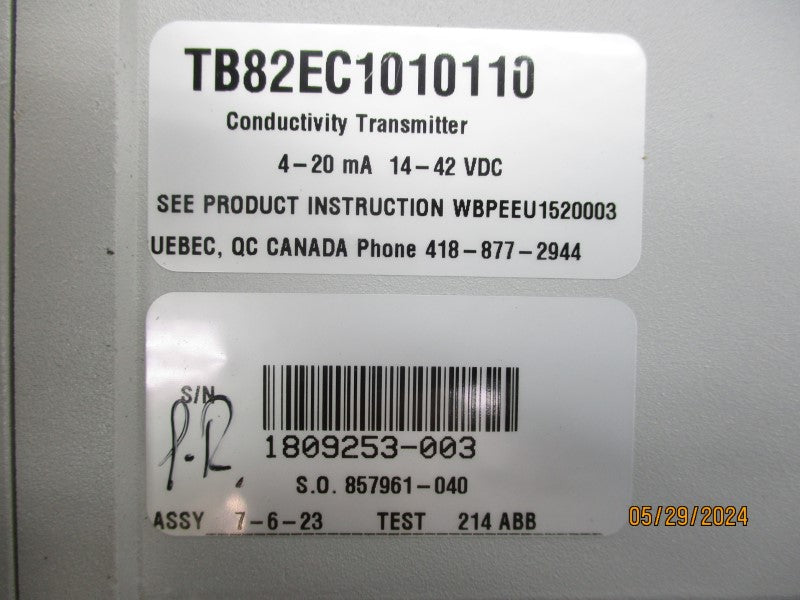 TB82EC1010110
Conductivity Transmitter
4-20 mA 14-42 VDC
SEE PRODUCT INSTRUCTION WBPEEU1520003
UEBEC, QC CANADA Phone 418-877-2944
S/N
P.R.
1809253-003
S.O. 857961-040
ASSY 7-6-23 TEST 214 ABB
05/29/2024